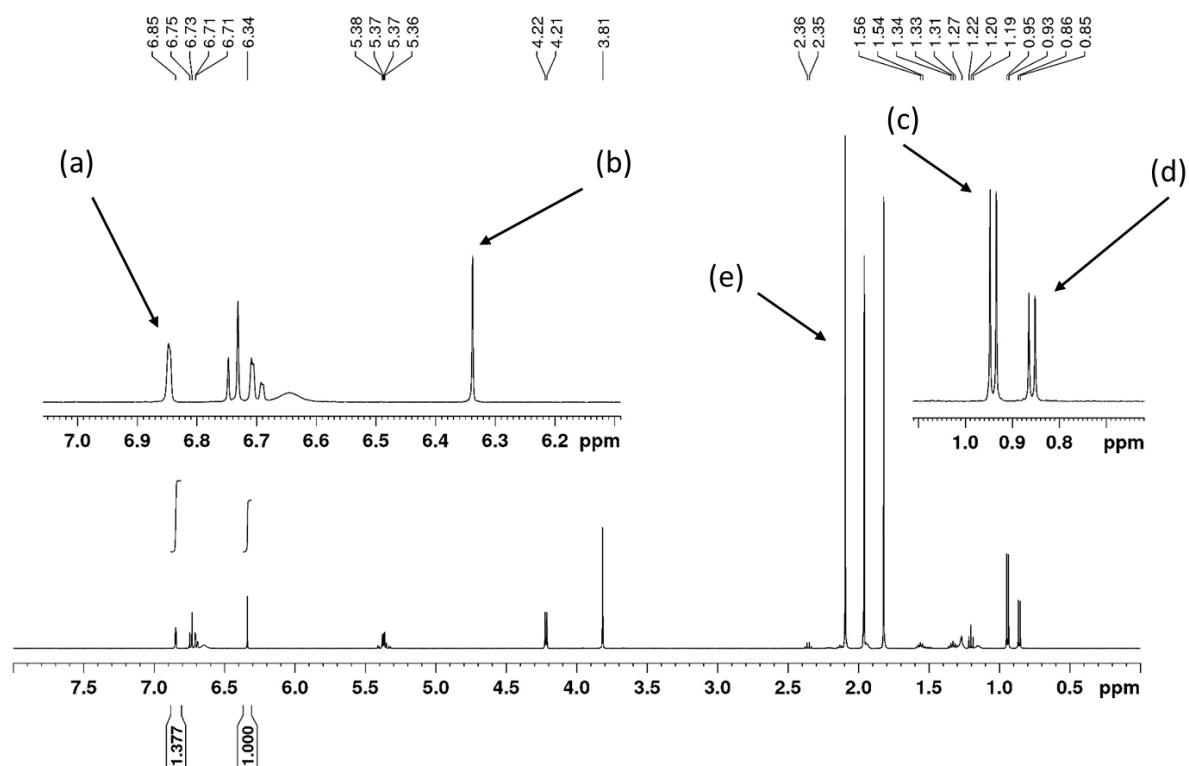 6.85 6.75 6.73 6.71 6.71 6.34 5.38 5.37 5.37 5.36 4.22 4.21 3.81 2.36 2.35 1.56 1.54 1.34 1.33 1.31 1.27 1.22 1.20 1.19 0.95 0.93 0.86 0.85
(c)
(a)
(b)
(d)
(e)
7.0 6.9 6.8 6.7 6.6 6.5 6.4 6.3 6.2 ppm
1.0 0.9 0.8 ppm
7.5 7.0 6.5 6.0 5.5 5.0 4.5 4.0 3.5 3.0 2.5 2.0 1.5 1.0 0.5 ppm
1.377
1.000